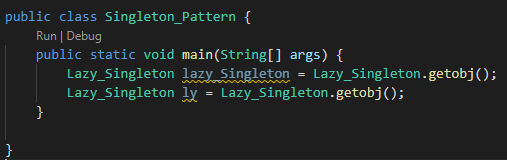 public class Singleton_Pattern {
Run | Debug
public static void main(String[] args) {
Lazy_Singleton lazy_Singleton = Lazy_Singleton.getobj();
Lazy_Singleton ly = Lazy_Singleton.getobj();
}
}